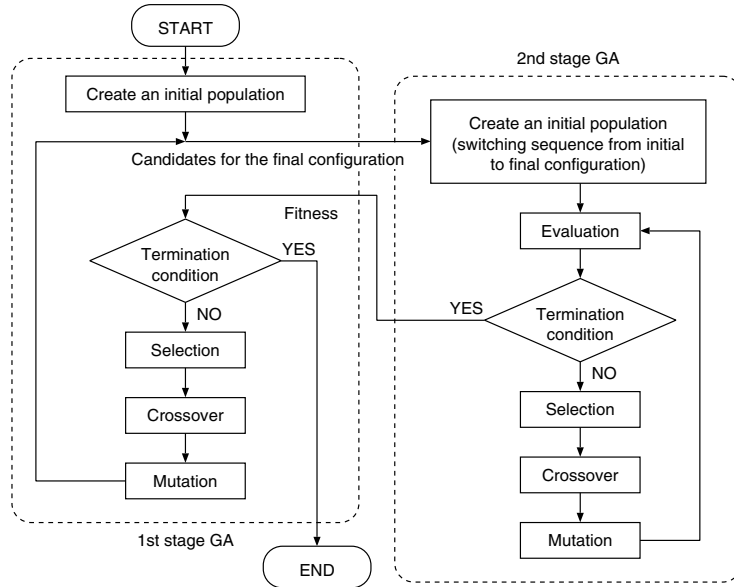 START
Create an initial population
Candidates for the final configuration
Fitness
Termination
condition
YES
NO
Selection
Crossover
Mutation
1st stage GA
END
2nd stage GA
Create an initial population
(switching sequence from initial
to final configuration)
Evaluation
YES
Termination
condition
NO
Selection
Crossover
Mutation